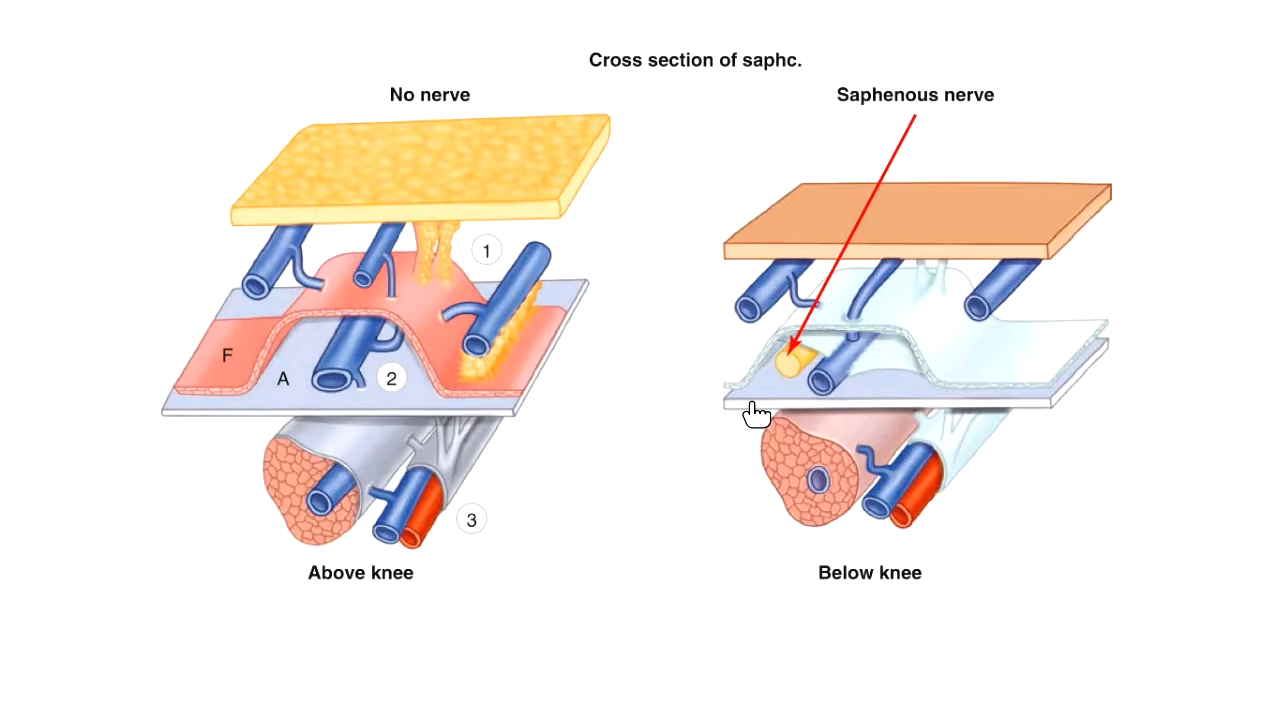 Cross section of saphc.
No nerve
Saphenous nerve
1
F
A
2
3
Above knee
Below knee